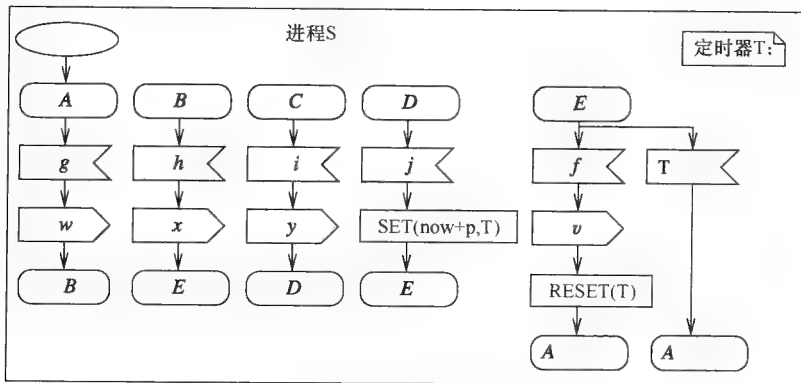 进程S
定时器T:
A B C D E
g h i j f T
w x y SET(now+p,T) v
B E D E RESET(T)
A A